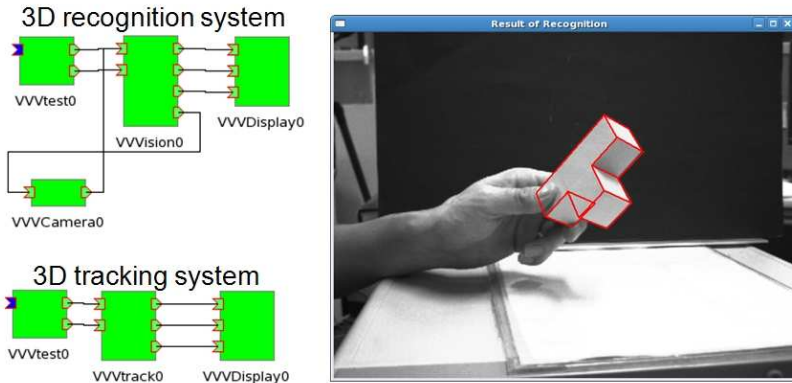 3D recognition system
VVVtest0
VVVision0
VVVDisplay0
VVVCamera0
3D tracking system
VVVtest0
VVVtrack0
VVVDisplay0
Result of Recognition